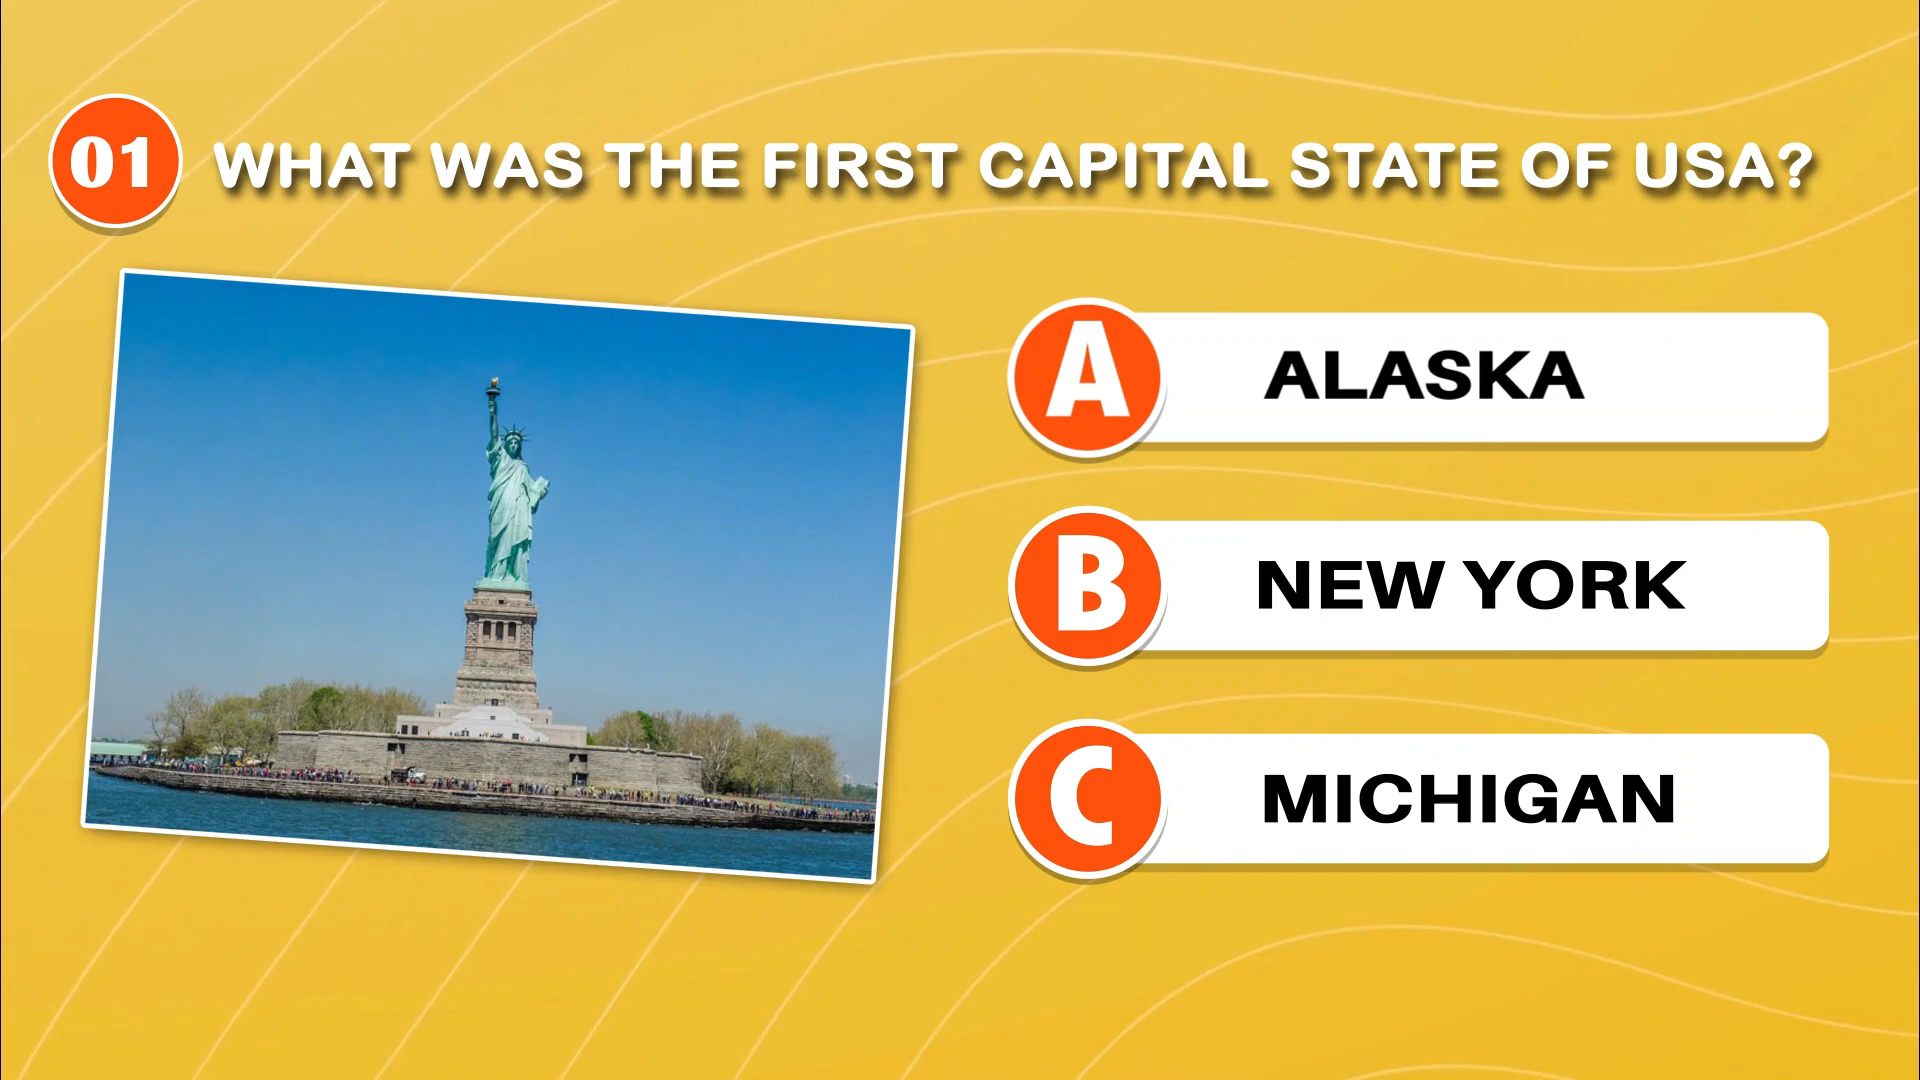 01 WHAT WAS THE FIRST CAPITAL STATE OF USA?
A ALASKA
B NEW YORK
C MICHIGAN